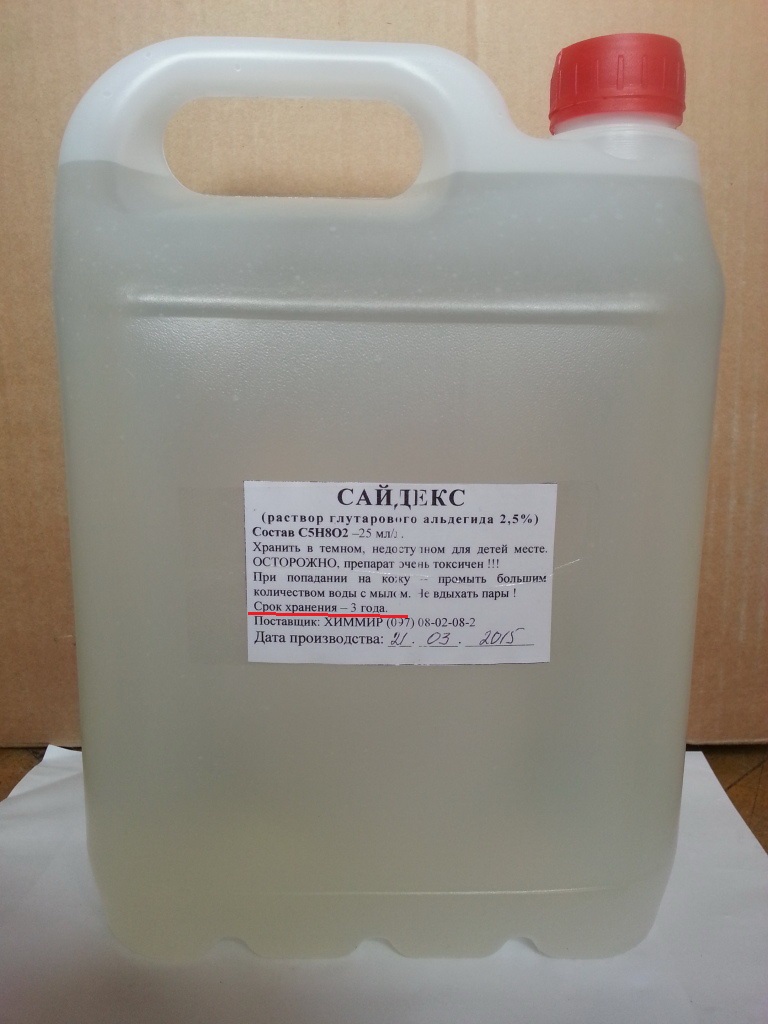 САЙДЕКС
(раствор глутарового альдегида 2,5%)
Состав C5H8O2 –25 мл/л.
Хранить в темном, недоступном для детей месте.
ОСТОРОЖНО, препарат очень токсичен !!!
При попадании на кожу – промыть большим
количеством воды с мылом. Не вдыхать пары !
Срок хранения – 3 года.
Поставщик: ХИММИР (097) 08-02-08-2
Дата производства: 21. 03. 2015